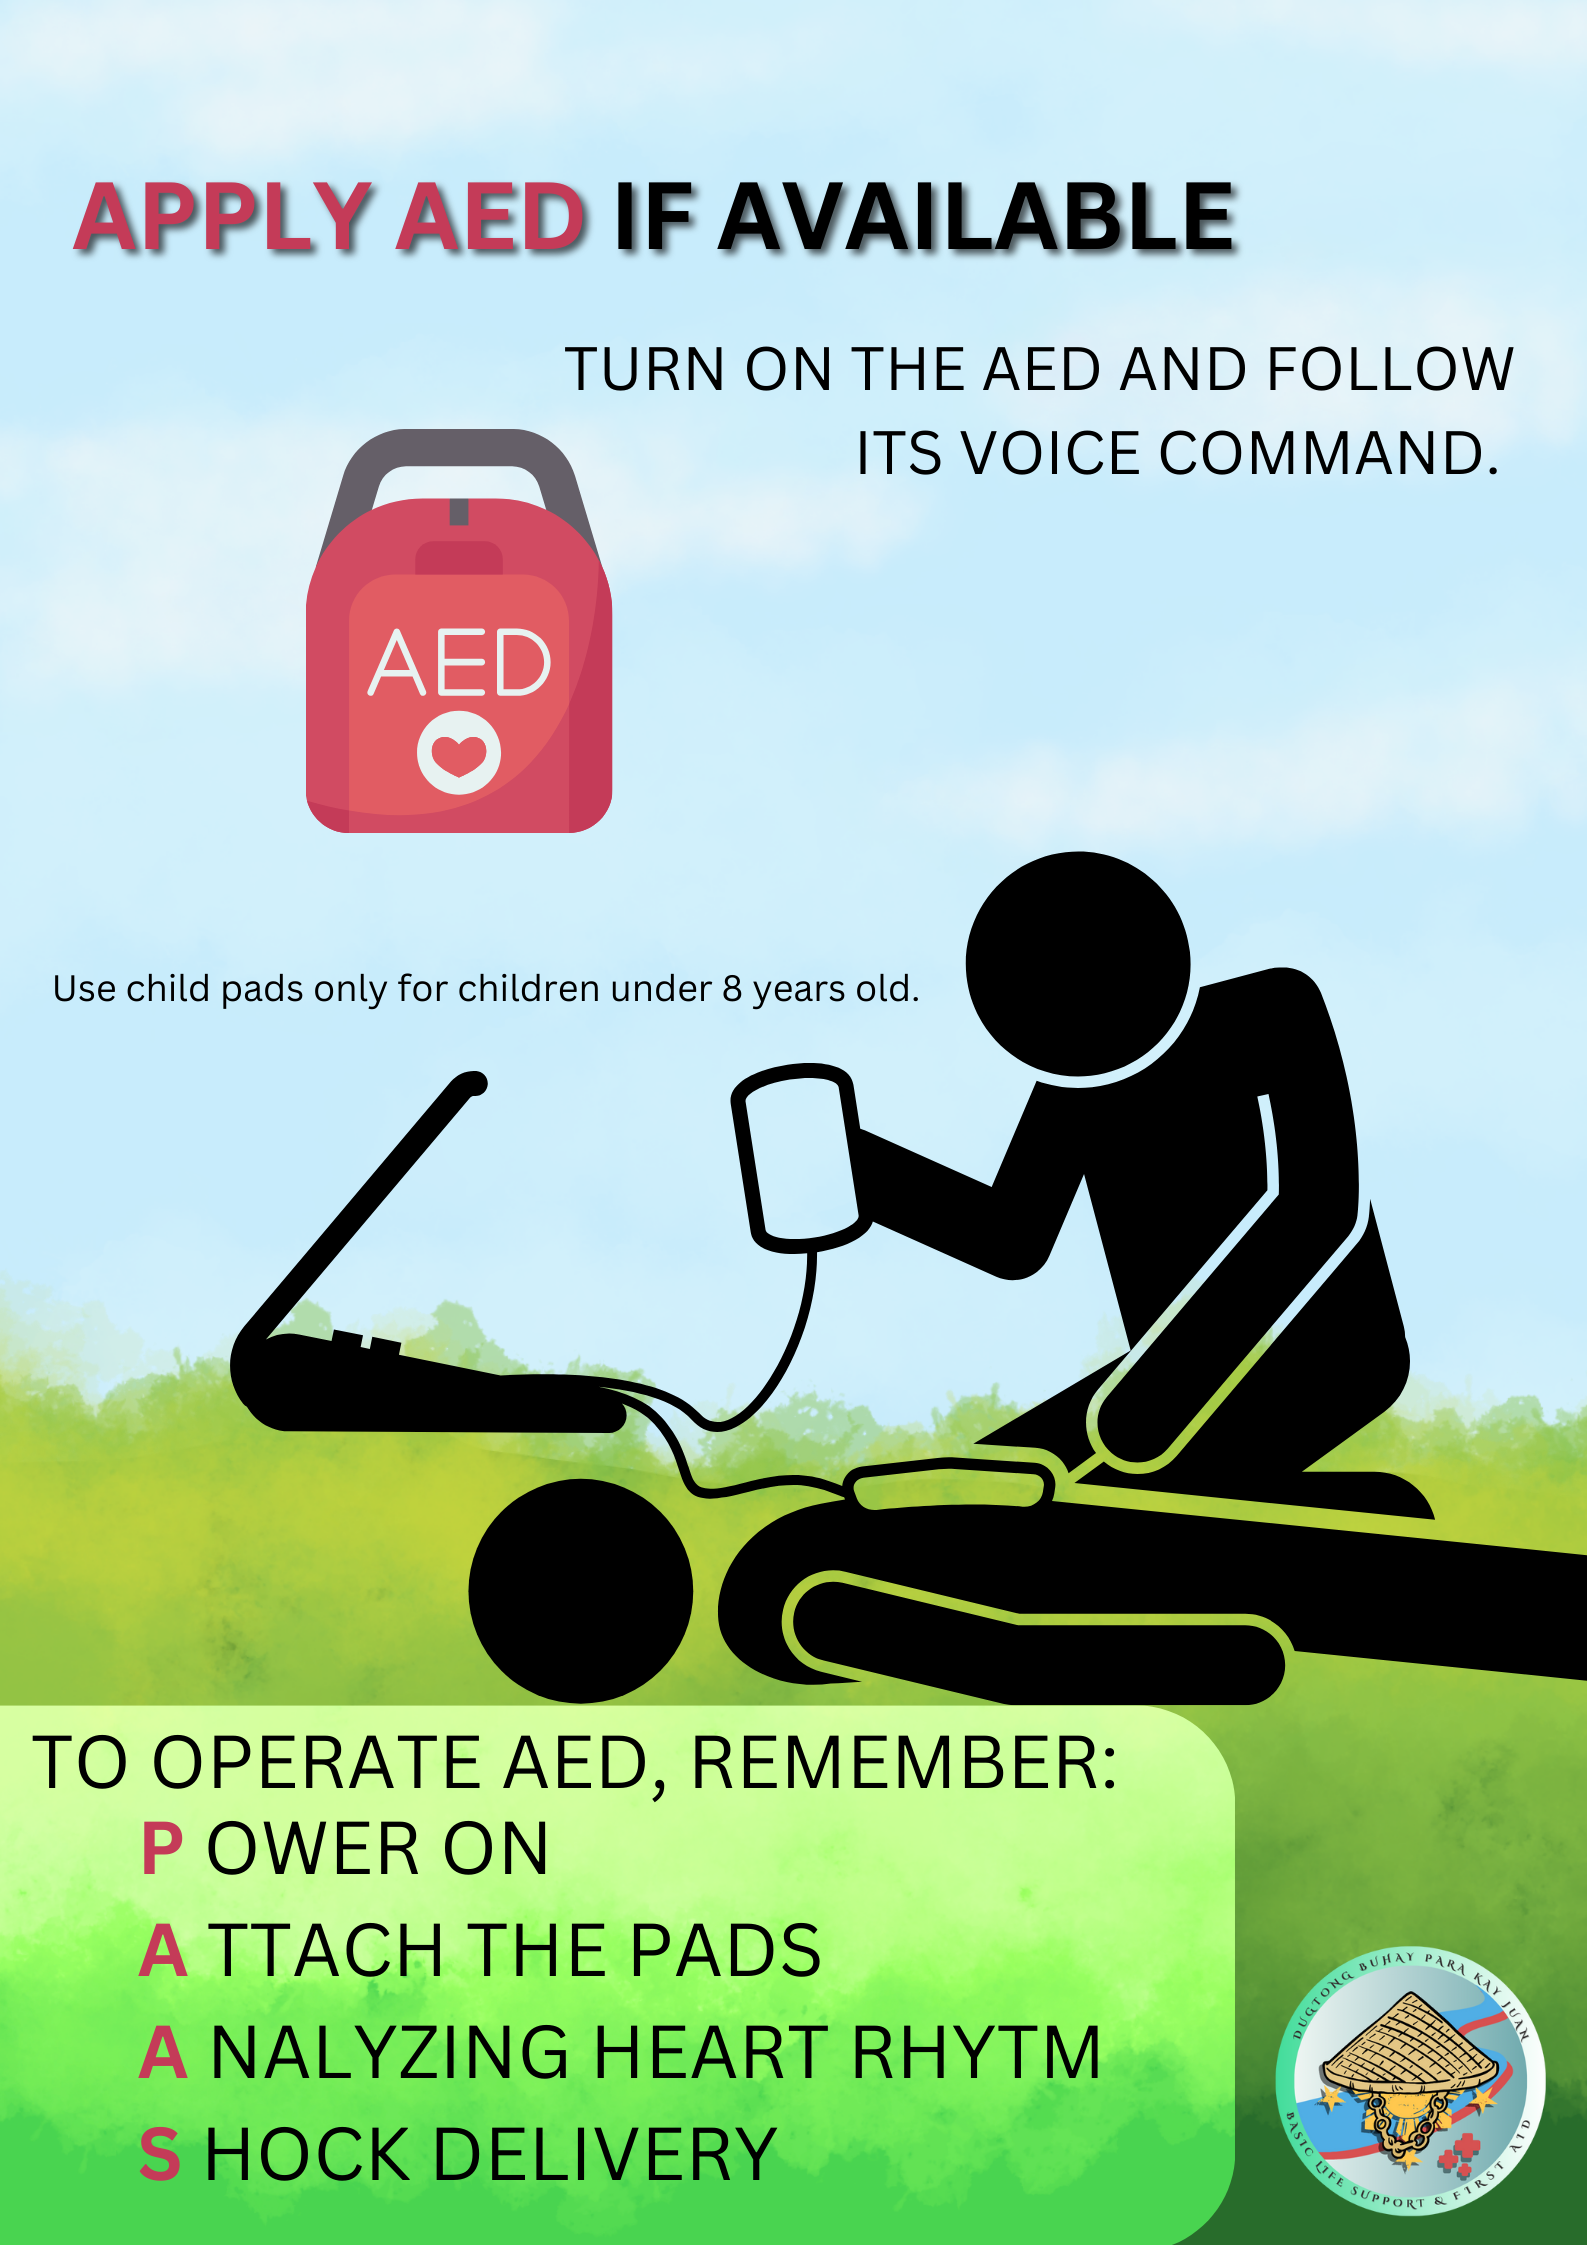 APPLY AED IF AVAILABLE
TURN ON THE AED AND FOLLOW
ITS VOICE COMMAND.
AED
Use child pads only for children under 8 years old.
TO OPERATE AED, REMEMBER:
P OWER ON
A TTACH THE PADS
A NALYZING HEART RHYTM
S HOCK DELIVERY
DUGTONG BUHAY PARA KAY JUAN
BASIC LIFE SUPPORT & FIRST AID